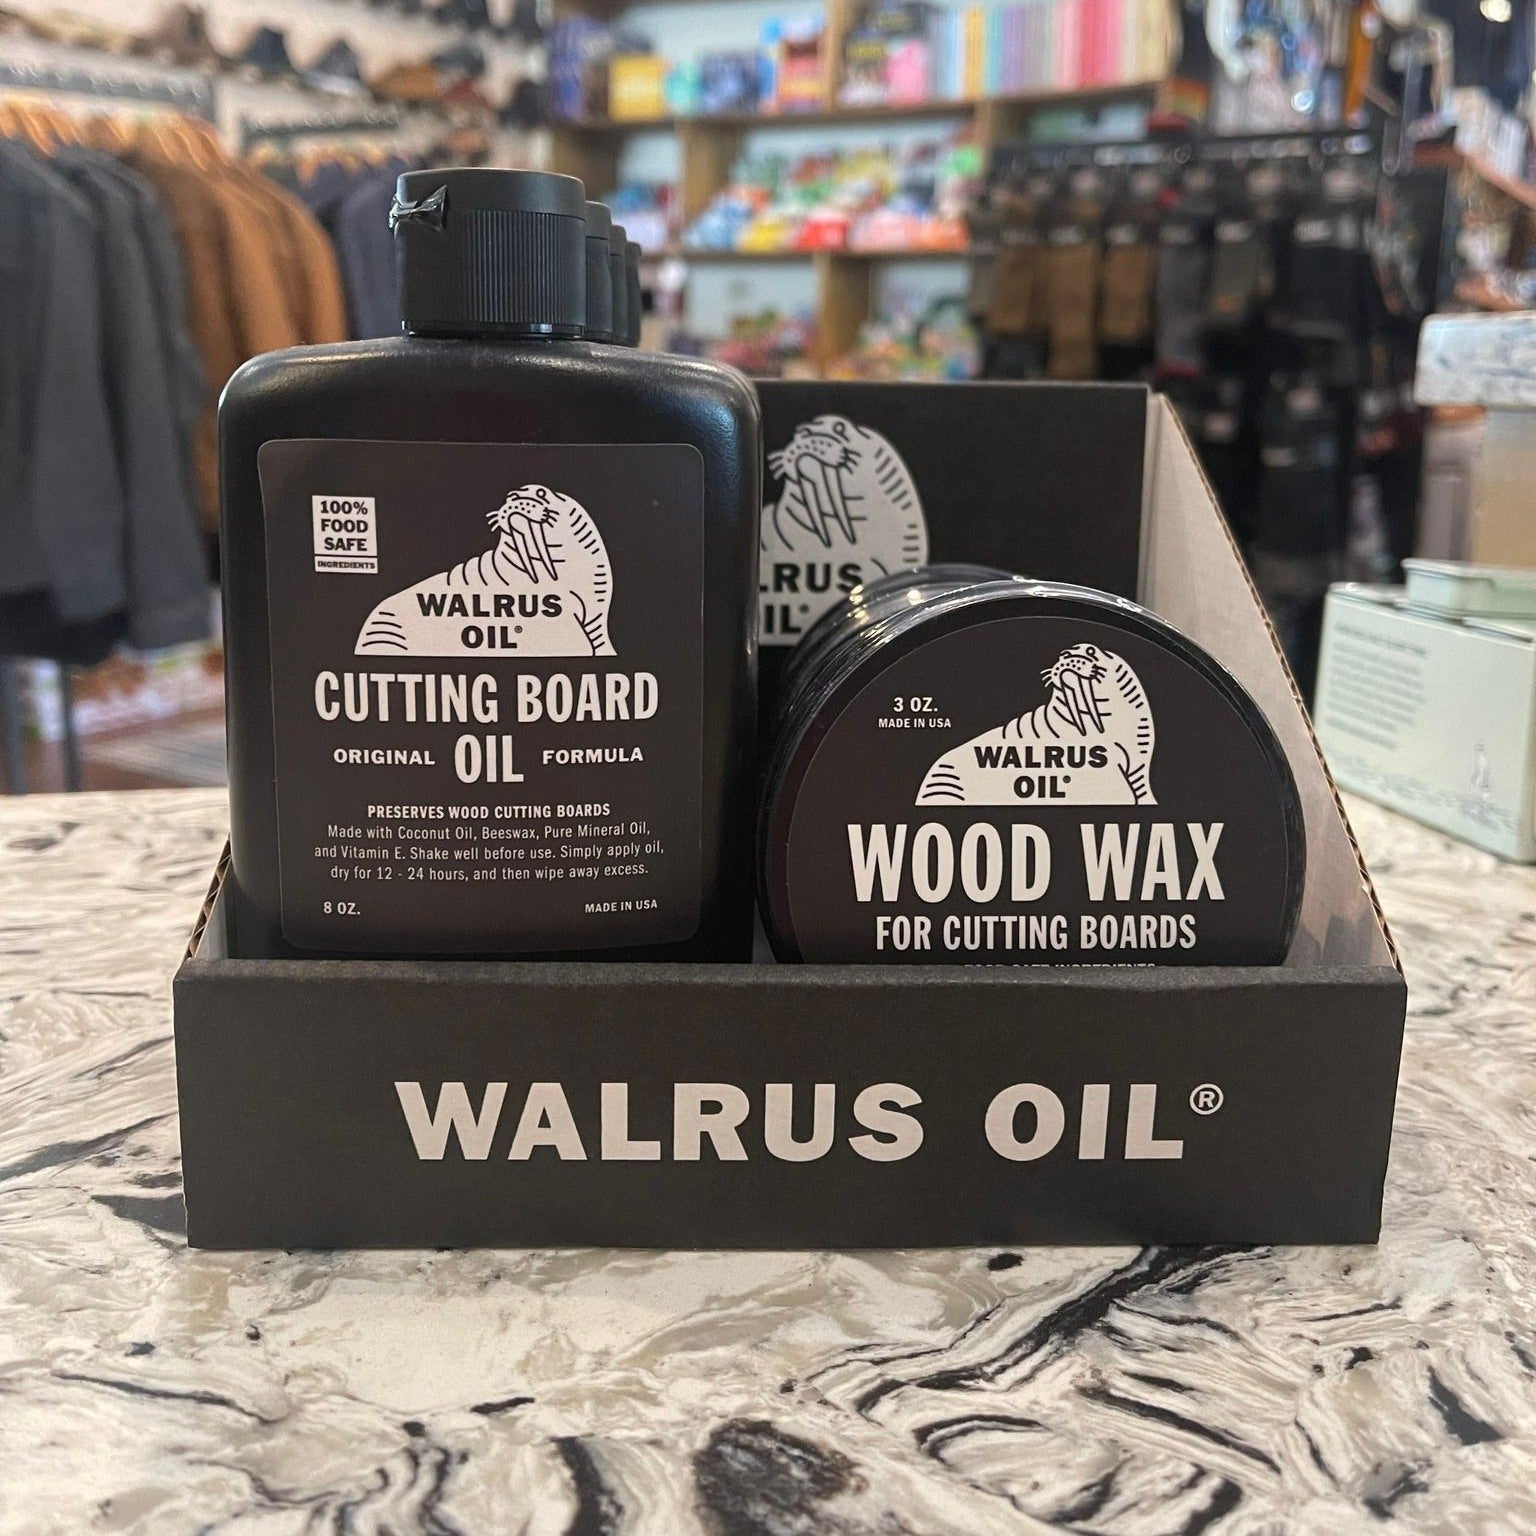 100%
FOOD
SAFE
INGREDIENTS
WALRUS
OIL®
CUTTING BOARD
ORIGINAL OIL FORMULA
PRESERVES WOOD CUTTING BOARDS
Made with Coconut Oil, Beeswax, Pure Mineral Oil,
and Vitamin E. Shake well before use. Simply apply oil,
dry for 12 - 24 hours, and then wipe away excess.
8 OZ.
MADE IN USA
LRUS
IL®
3 OZ.
MADE IN USA
WALRUS
OIL®
WOOD WAX
FOR CUTTING BOARDS
WALRUS OIL®